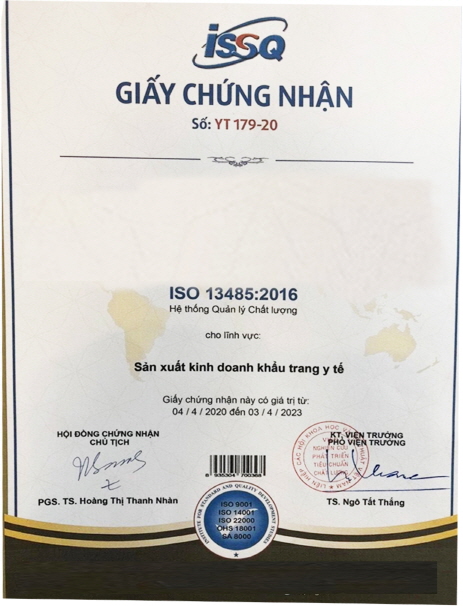 ISSQ
GIẤY CHỨNG NHẬN
Số: YT 179-20
ISO 13485:2016
Hệ thống Quản lý Chất lượng
cho lĩnh vực:
Sản xuất kinh doanh khẩu trang y tế
Giấy chứng nhận này có giá trị từ:
04 / 4 / 2020 đến 03 / 4 / 2023
HỘI ĐỒNG CHỨNG NHẬN
CHỦ TỊCH
PGS. TS. Hoàng Thị Thanh Nhàn
KT. VIỆN TRƯỞNG
PHÓ VIỆN TRƯỞNG
VIỆN
NGHIÊN CỨU
PHÁT TRIỂN
TIÊU CHUẨN
CHẤT LƯỢNG
TS. Ngô Tất Thắng
INSTITUTE FOR STANDARD AND QUALITY DEVELOPMENT STUDIES
ISO 9001
ISO 14001
ISO 22000
OHS 18001
SA 8000